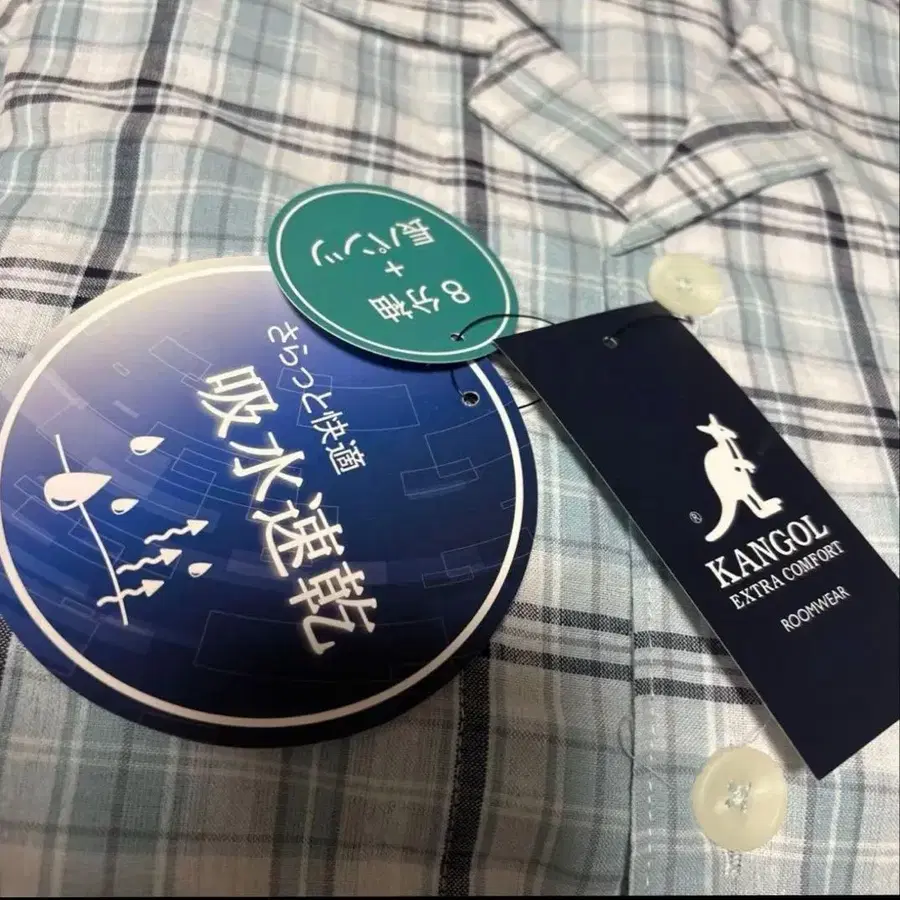 8分袖
+
長パンツ
さらっと快適
吸水速乾
®
KANGOL
EXTRA COMFORT
ROOMWEAR